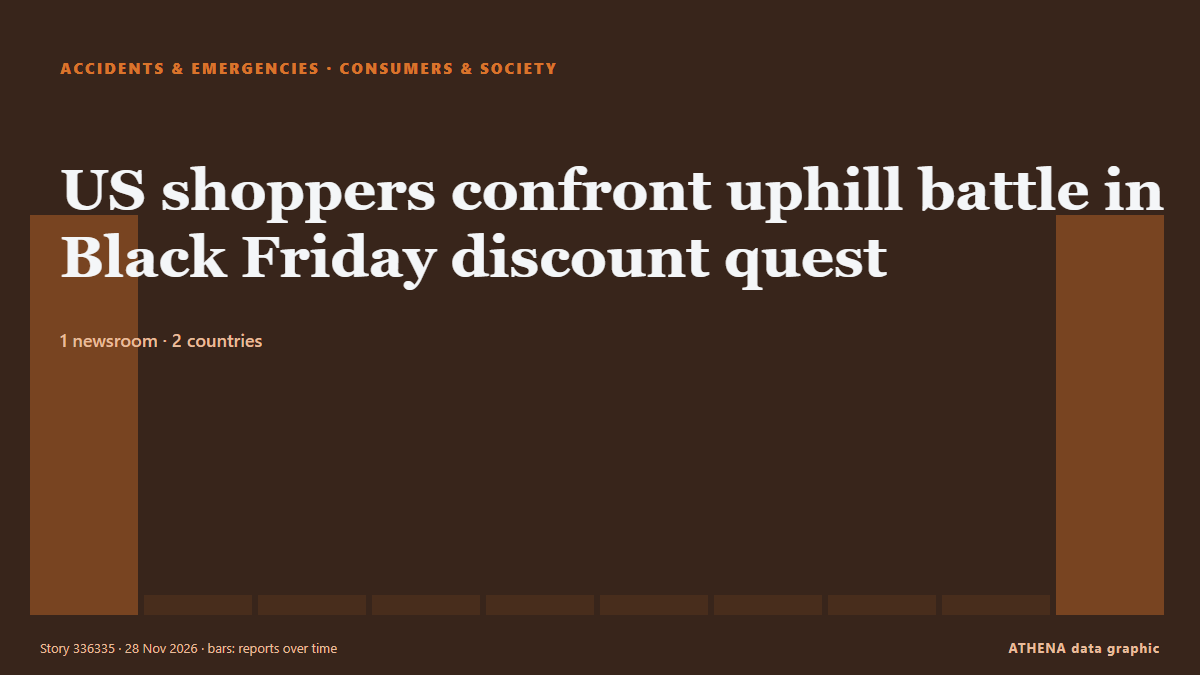 ACCIDENTS & EMERGENCIES · CONSUMERS & SOCIETY
US shoppers confront uphill battle in
Black Friday discount quest
1 newsroom · 2 countries
Story 336335 · 28 Nov 2026 · bars: reports over time
ATHENA data graphic